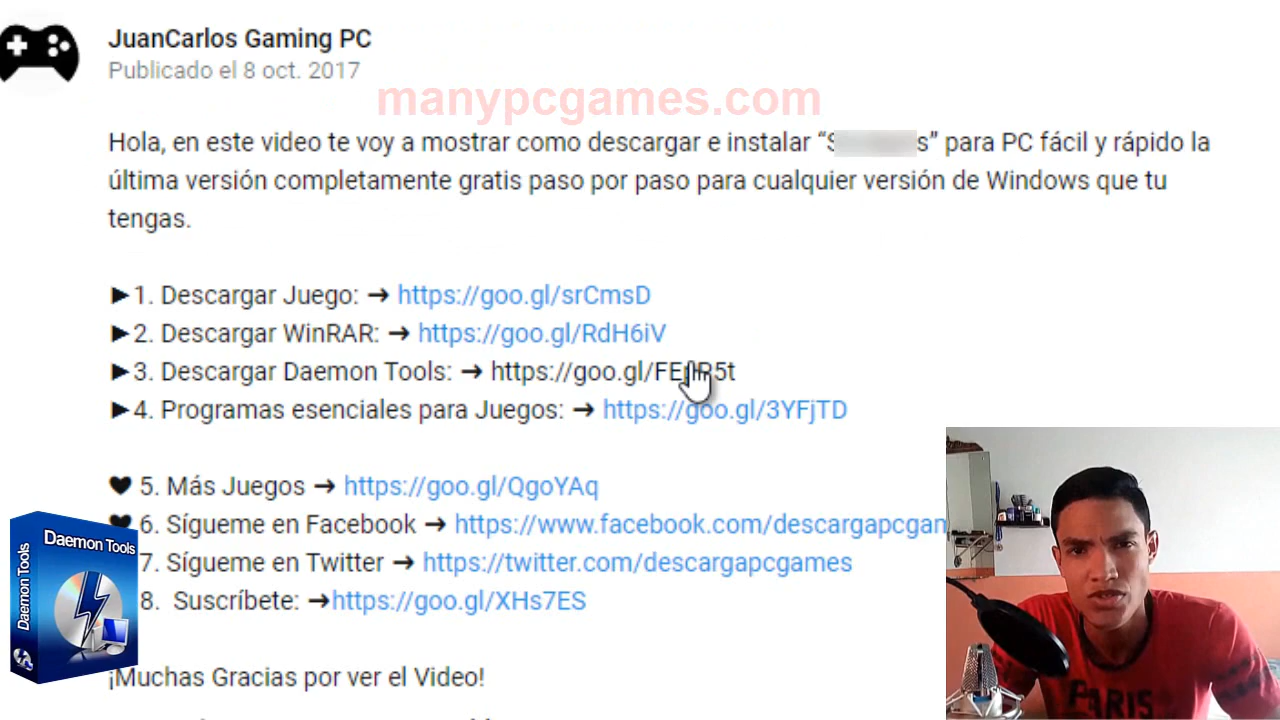 JuanCarlos Gaming PC
Publicado el 8 oct. 2017
manypcgames.com
Hola, en este video te voy a mostrar como descargar e instalar “S s” para PC fácil y rápido la
última versión completamente gratis paso por paso para cualquier versión de Windows que tu
tengas.
►1. Descargar Juego: ➔ https://goo.gl/srCmsD
►2. Descargar WinRAR: ➔ https://goo.gl/RdH6iV
►3. Descargar Daemon Tools: ➔
►4. Programas esenciales para Juegos: ➔ https://goo.gl/3YFjTD
♥ 5. Más Juegos ➔ https://goo.gl/QgoYAq
♥ 6. Sígueme en Facebook ➔ https://www.facebook.com/descargapcgam
7. Sígueme en Twitter ➔ https://twitter.com/descargapcgames
8. Suscríbete: ➔https://goo.gl/XHs7ES
¡Muchas Gracias por ver el Video!
Daemon Tools
Daemon Tools
PARIS